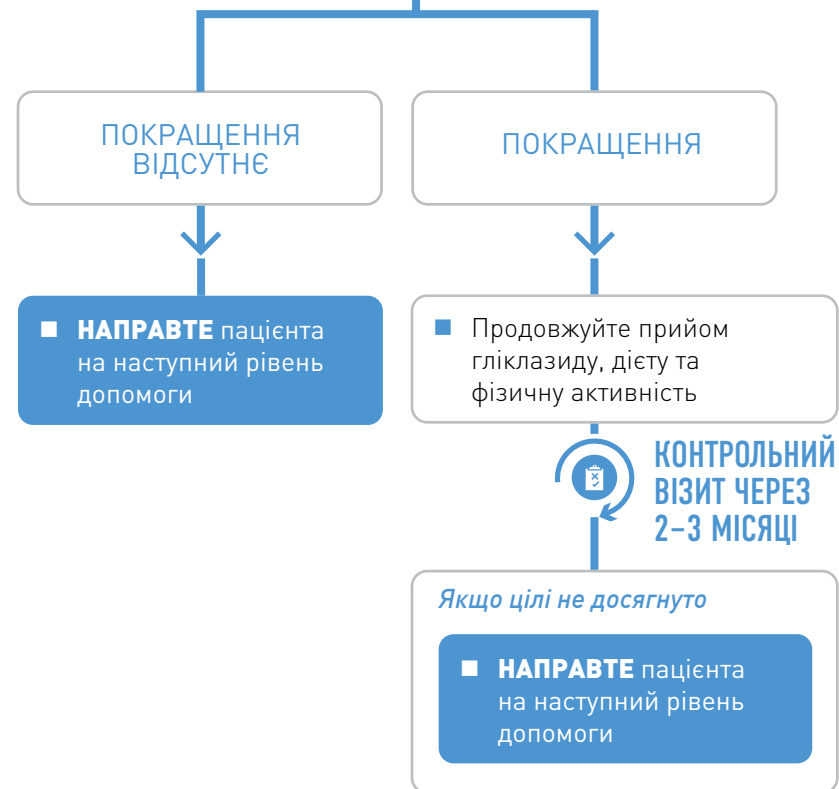 ПОКРАЩЕННЯ
ВІДСУТНЄ
ПОКРАЩЕННЯ
■ НАПРАВТЕ пацієнта
на наступний рівень
допомоги
■ Продовжуйте прийом
гліклазиду, дієту та
фізичну активність
КОНТРОЛЬНИЙ
ВІЗИТ ЧЕРЕЗ
2–3 МІСЯЦІ
Якщо цілі не досягнуто
■ НАПРАВТЕ пацієнта
на наступний рівень
допомоги